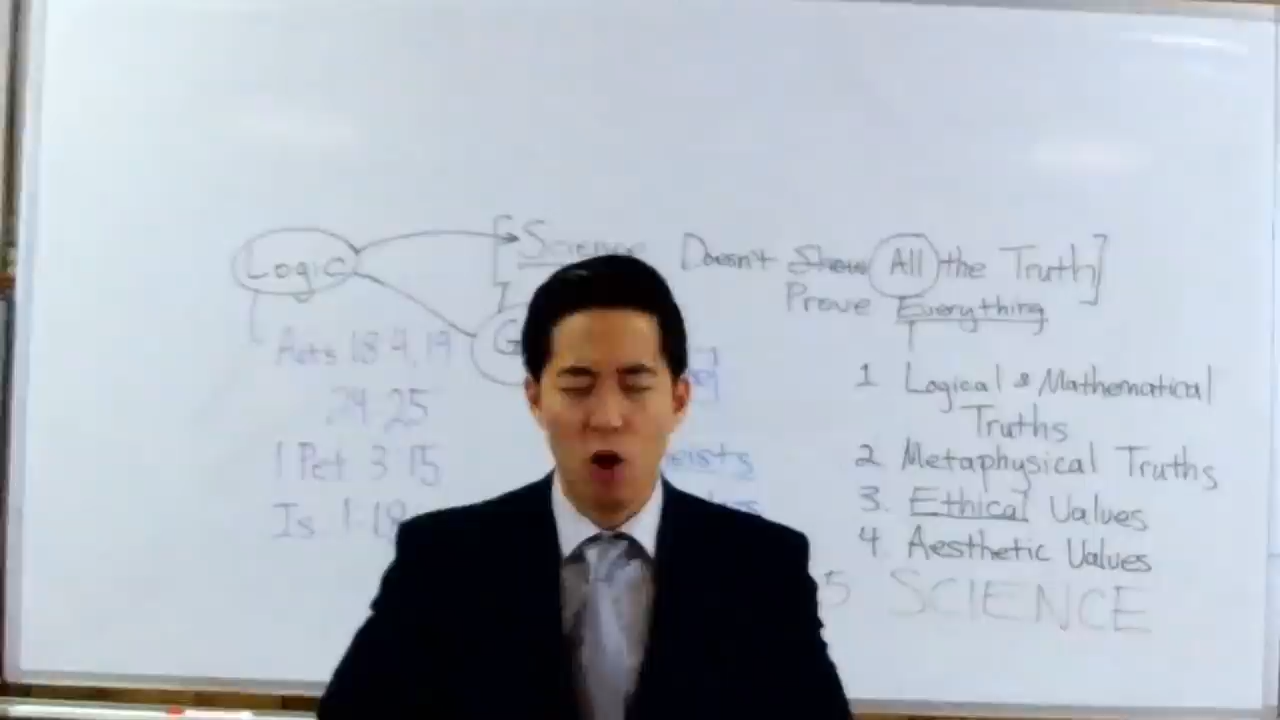 Logic Science Doesn't Show All the Truth]
Prove Everything
Acts 18:4, 19
24:25
1 Pet 3:15
Is 1:18
1 Logical & Mathematical
Truths
2 Metaphysical Truths
3. Ethical Values
4. Aesthetic Values
5 SCIENCE